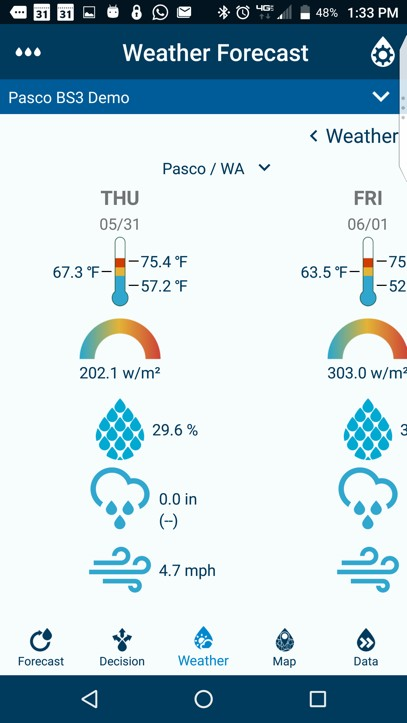 31 31 4G 48% 1:33 PM
Weather Forecast
Pasco BS3 Demo
< Weather
Pasco / WA
THU FRI
05/31 06/01
75.4 °F 75
67.3 °F 63.5 °F
57.2 °F 52
202.1 w/m² 303.0 w/m²
29.6 % 3
0.0 in
(--)
4.7 mph
Forecast Decision Weather Map Data